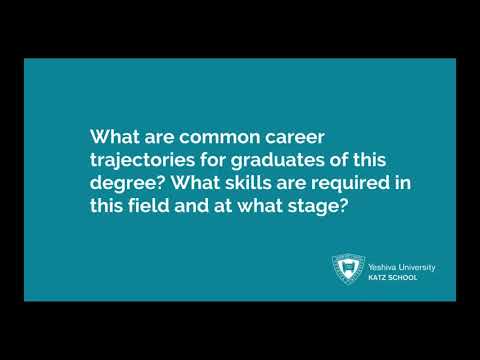 What are common career
trajectories for graduates of this
degree? What skills are required in
this field and at what stage?
Yeshiva University
KATZ SCHOOL